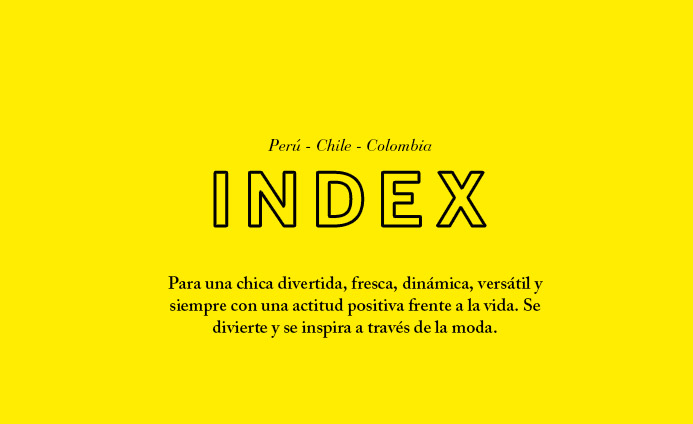 Perú - Chile - Colombia
INDEX
Para una chica divertida, fresca, dinámica, versátil y
siempre con una actitud positiva frente a la vida. Se
divierte y se inspira a través de la moda.